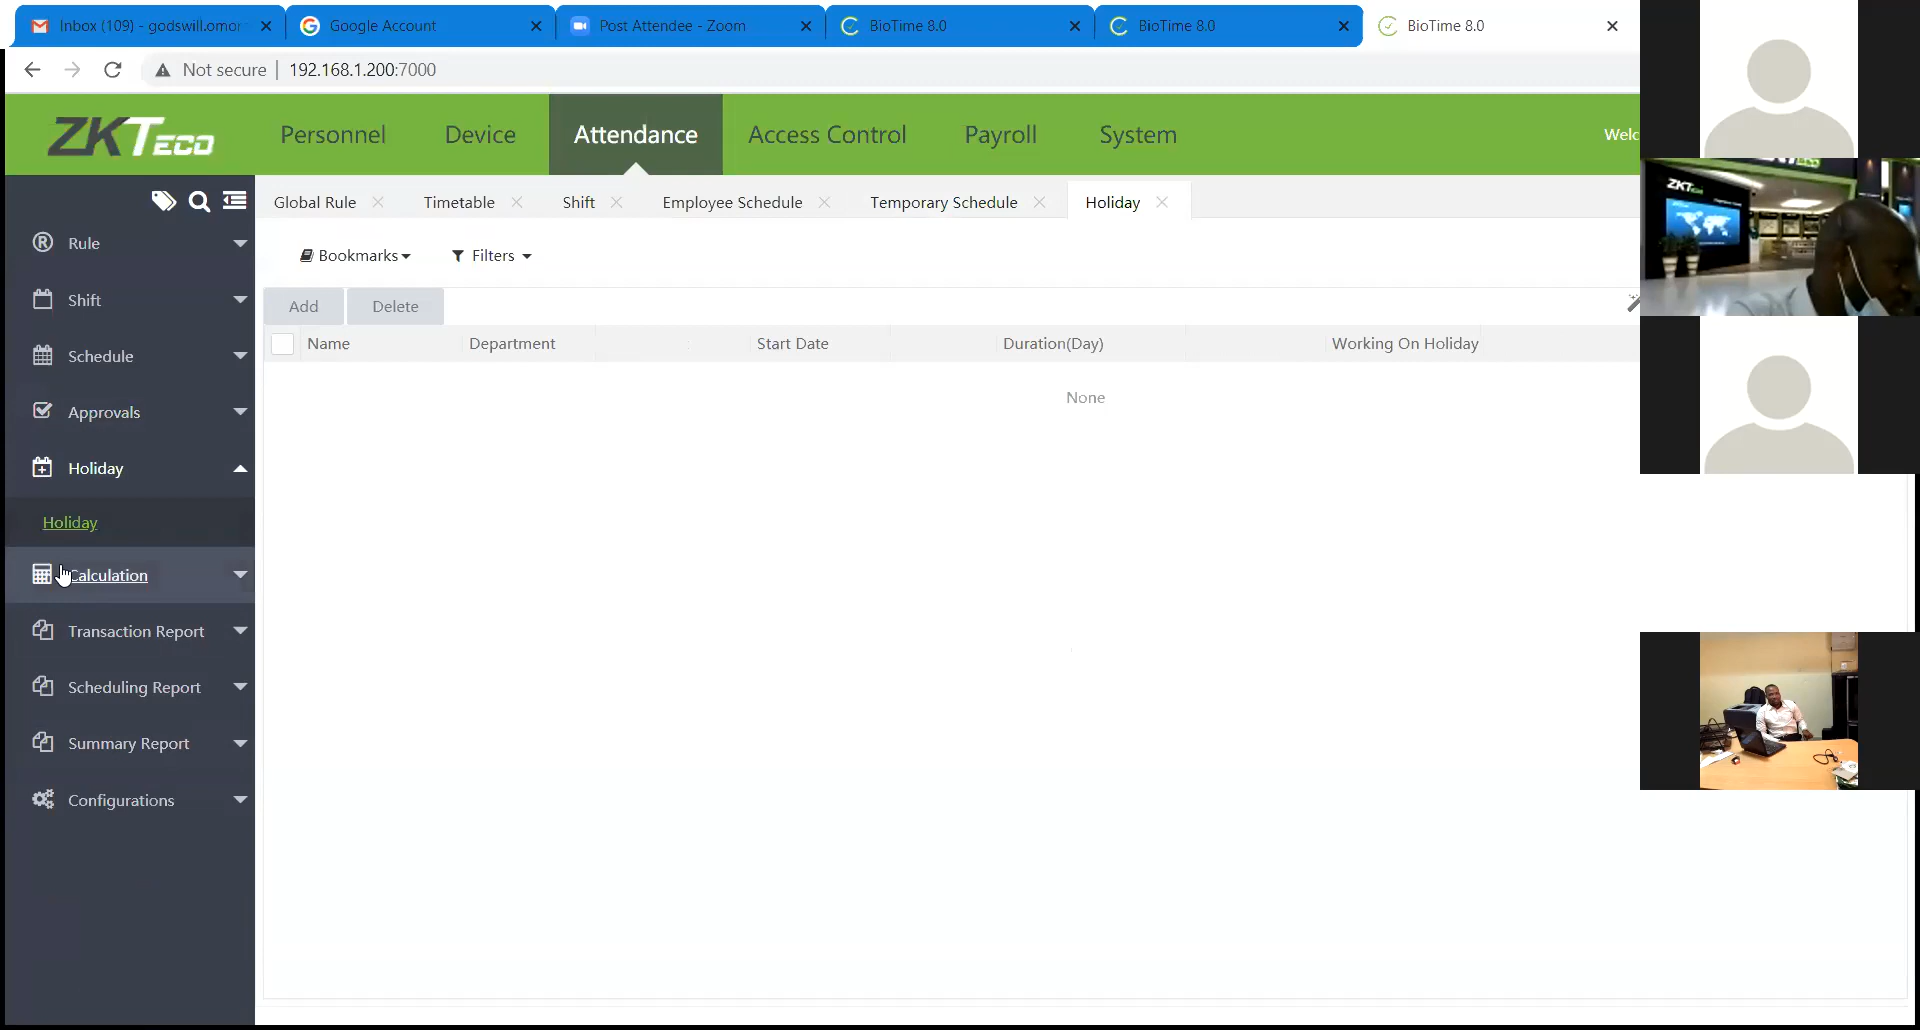 Inbox (109) - godswill.omor
Google Account
Post Attendee - Zoom
BioTime 8.0
BioTime 8.0
BioTime 8.0
Not secure
192.168.1.200:7000
ZKTECO
Personnel
Device
Attendance
Access Control
Payroll
System
Welc
Global Rule
Timetable
Shift
Employee Schedule
Temporary Schedule
Holiday
Rule
Shift
Schedule
Approvals
Holiday
Holiday
Calculation
Transaction Report
Scheduling Report
Summary Report
Configurations
Bookmarks
Filters
Add
Delete
Name
Department
Start Date
Duration(Day)
Working On Holiday
None